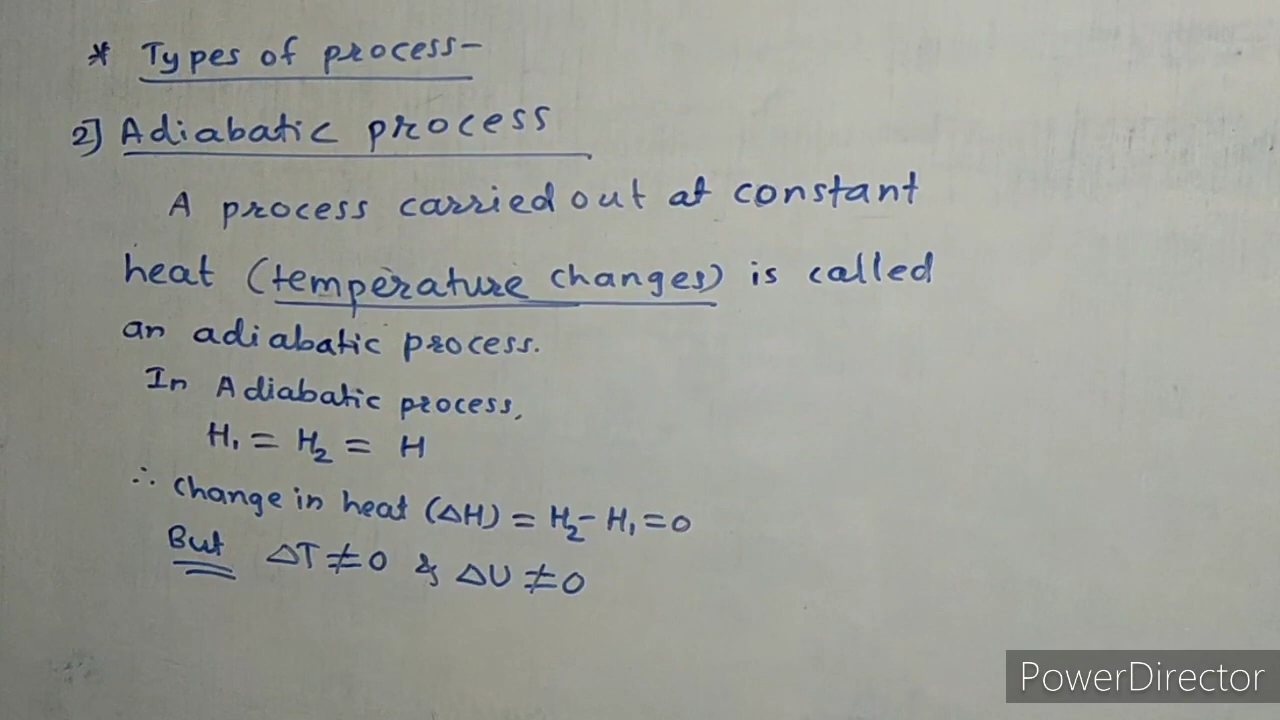 * Types of process-
2] Adiabatic process
A process carried out at constant
heat (temperature changes) is called
an adiabatic process.
In Adiabatic process,
H₁ = H₂ = H
∴ Change in heat (ΔH) = H₂ - H₁ = 0
But ΔT ≠ 0 & ΔU ≠ 0
PowerDirector